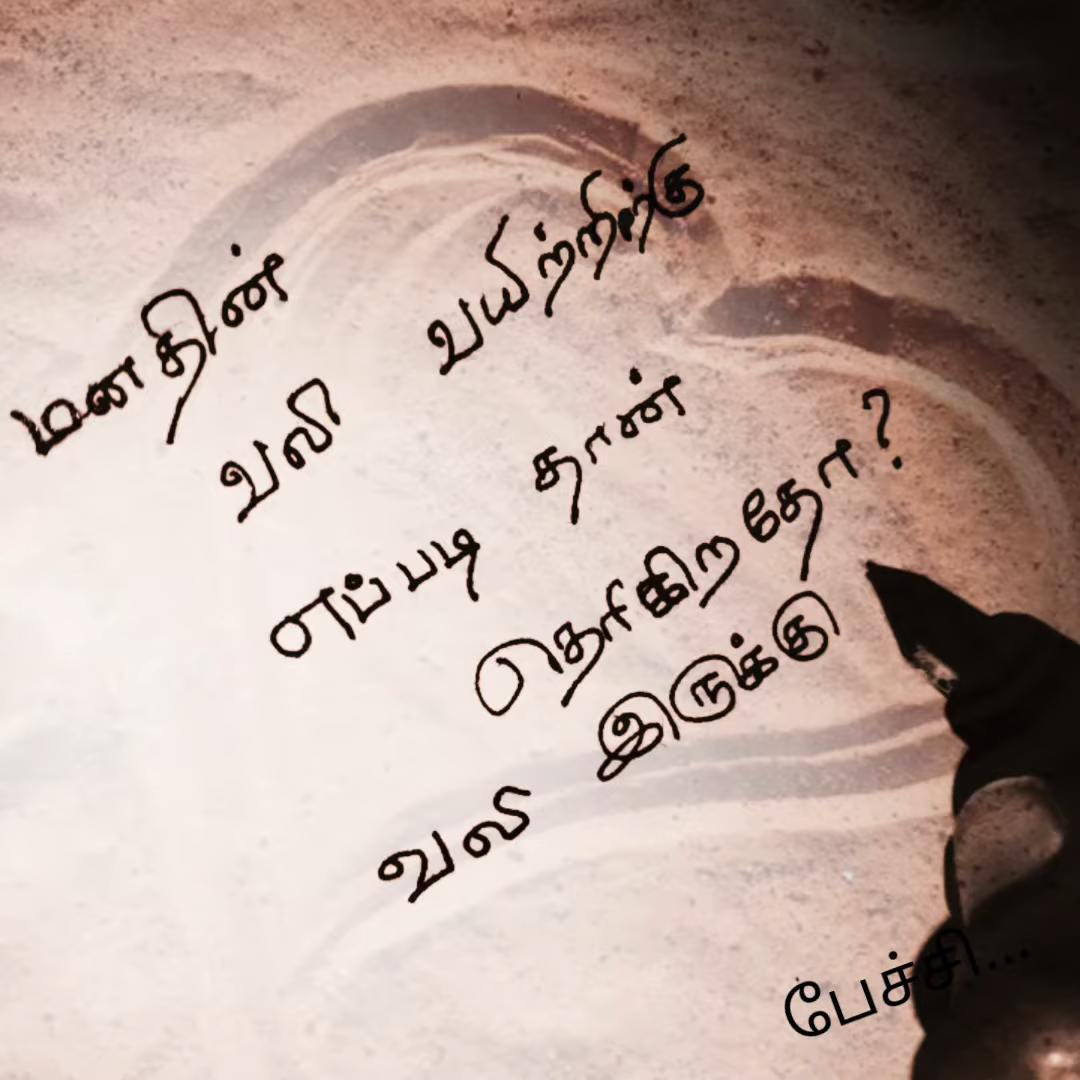 மனதின்
வலி வயிற்றிற்கு
எப்படி தான்
தெரிகிறதோ?
வலி இருக்கு
பேச்சி...